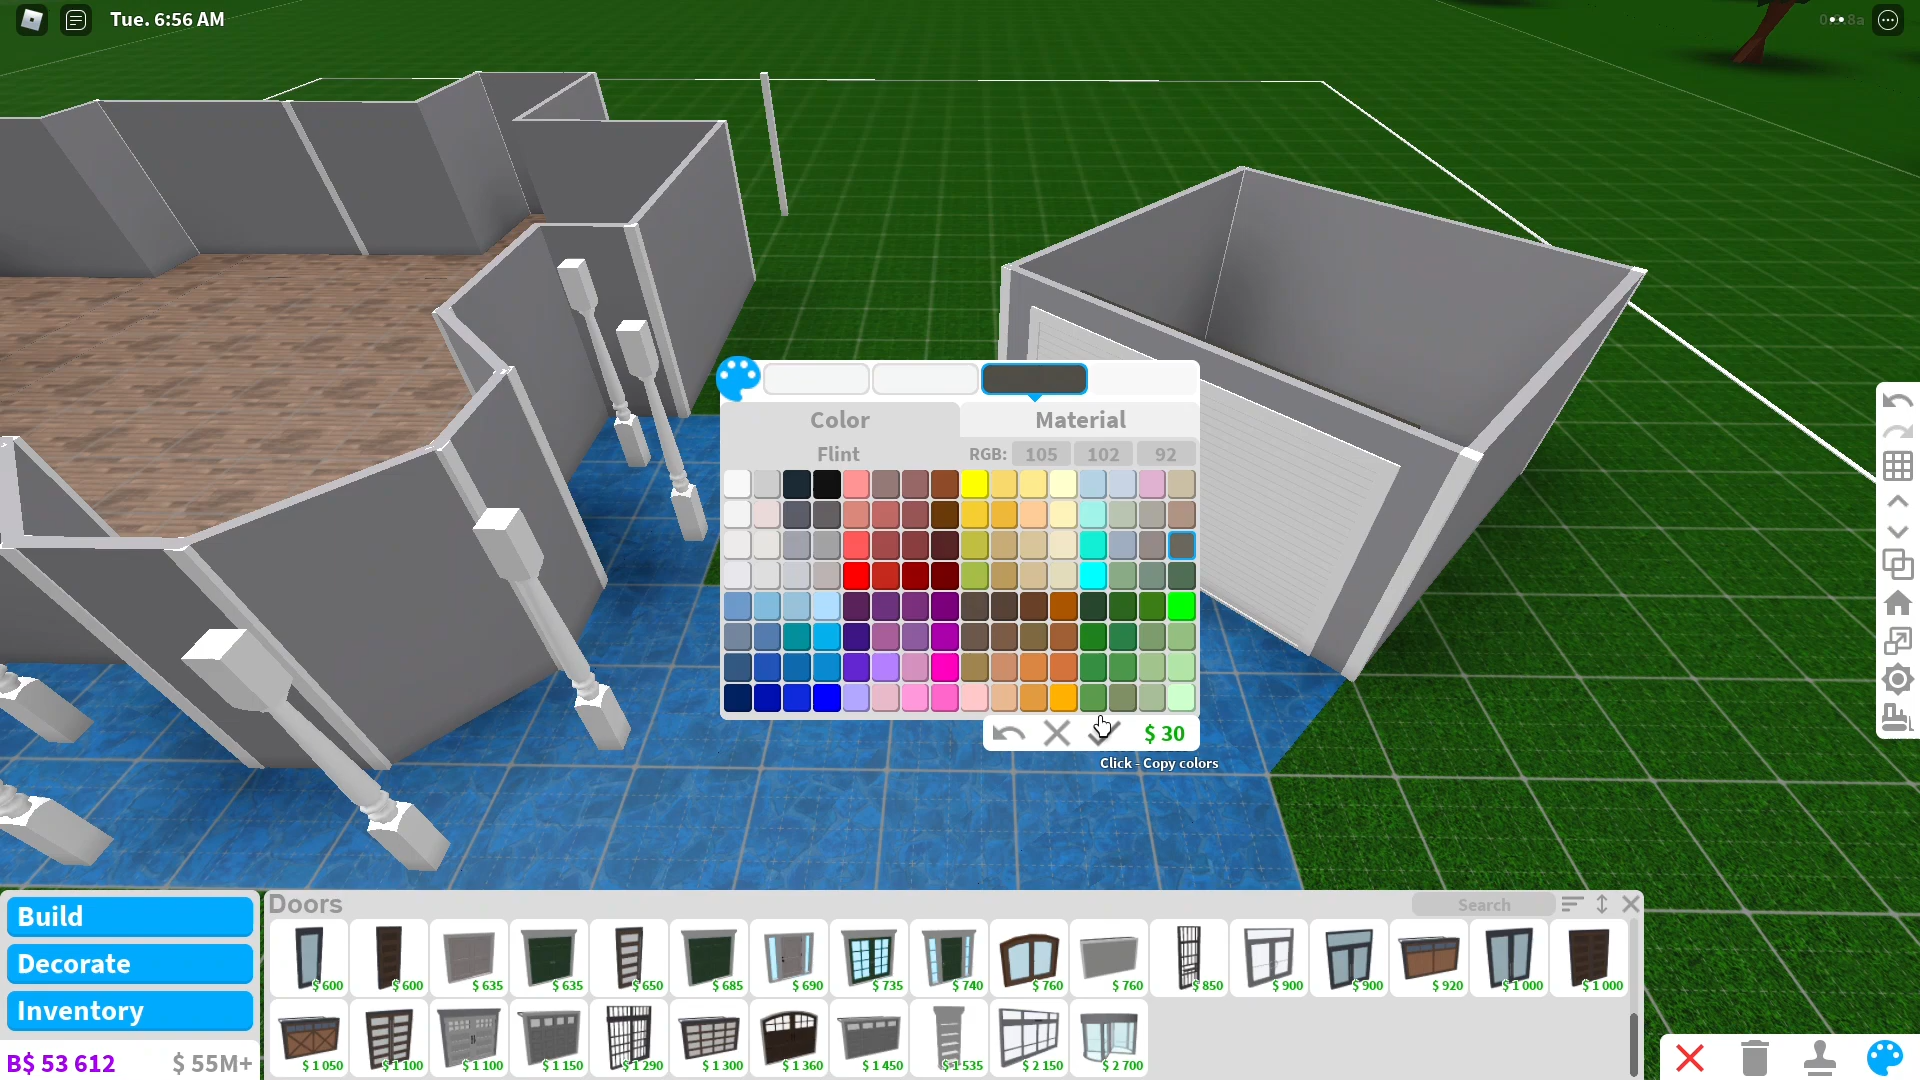 Tue. 6:56 AM
Color
Material
Flint
RGB: 105 102 92
$ 30
Click - Copy colors
Build
Decorate
Inventory
B$ 53 612
$ 55M+
Doors
Search
$ 600
$ 600
$ 635
$ 635
$ 650
$ 685
$ 690
$ 735
$ 740
$ 760
$ 760
$ 850
$ 900
$ 900
$ 920
$ 1 000
$ 1 000
$ 1 050
$ 1 100
$ 1 100
$ 1 150
$ 1 290
$ 1 300
$ 1 360
$ 1 450
$ 1 535
$ 2 150
$ 2 700